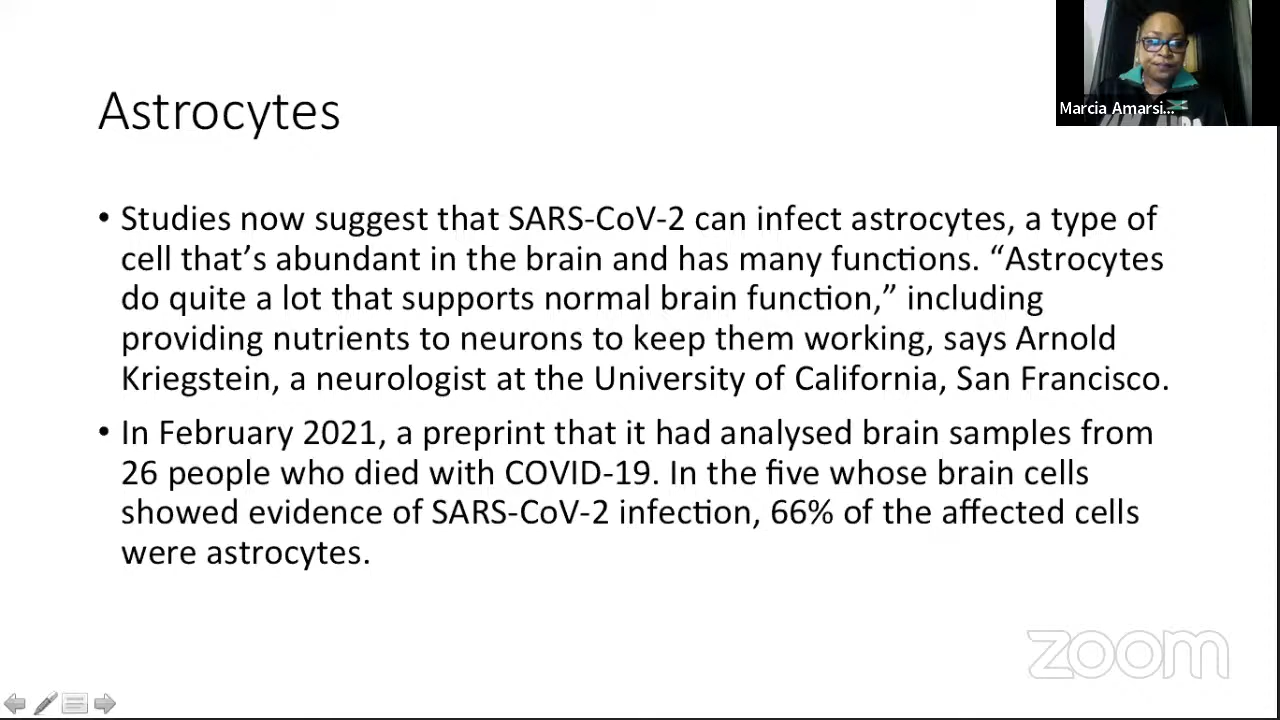 Marcia Amarsi...
Astrocytes
• Studies now suggest that SARS-CoV-2 can infect astrocytes, a type of
cell that’s abundant in the brain and has many functions. “Astrocytes
do quite a lot that supports normal brain function,” including
providing nutrients to neurons to keep them working, says Arnold
Kriegstein, a neurologist at the University of California, San Francisco.
• In February 2021, a preprint that it had analysed brain samples from
26 people who died with COVID-19. In the five whose brain cells
showed evidence of SARS-CoV-2 infection, 66% of the affected cells
were astrocytes.
zoom